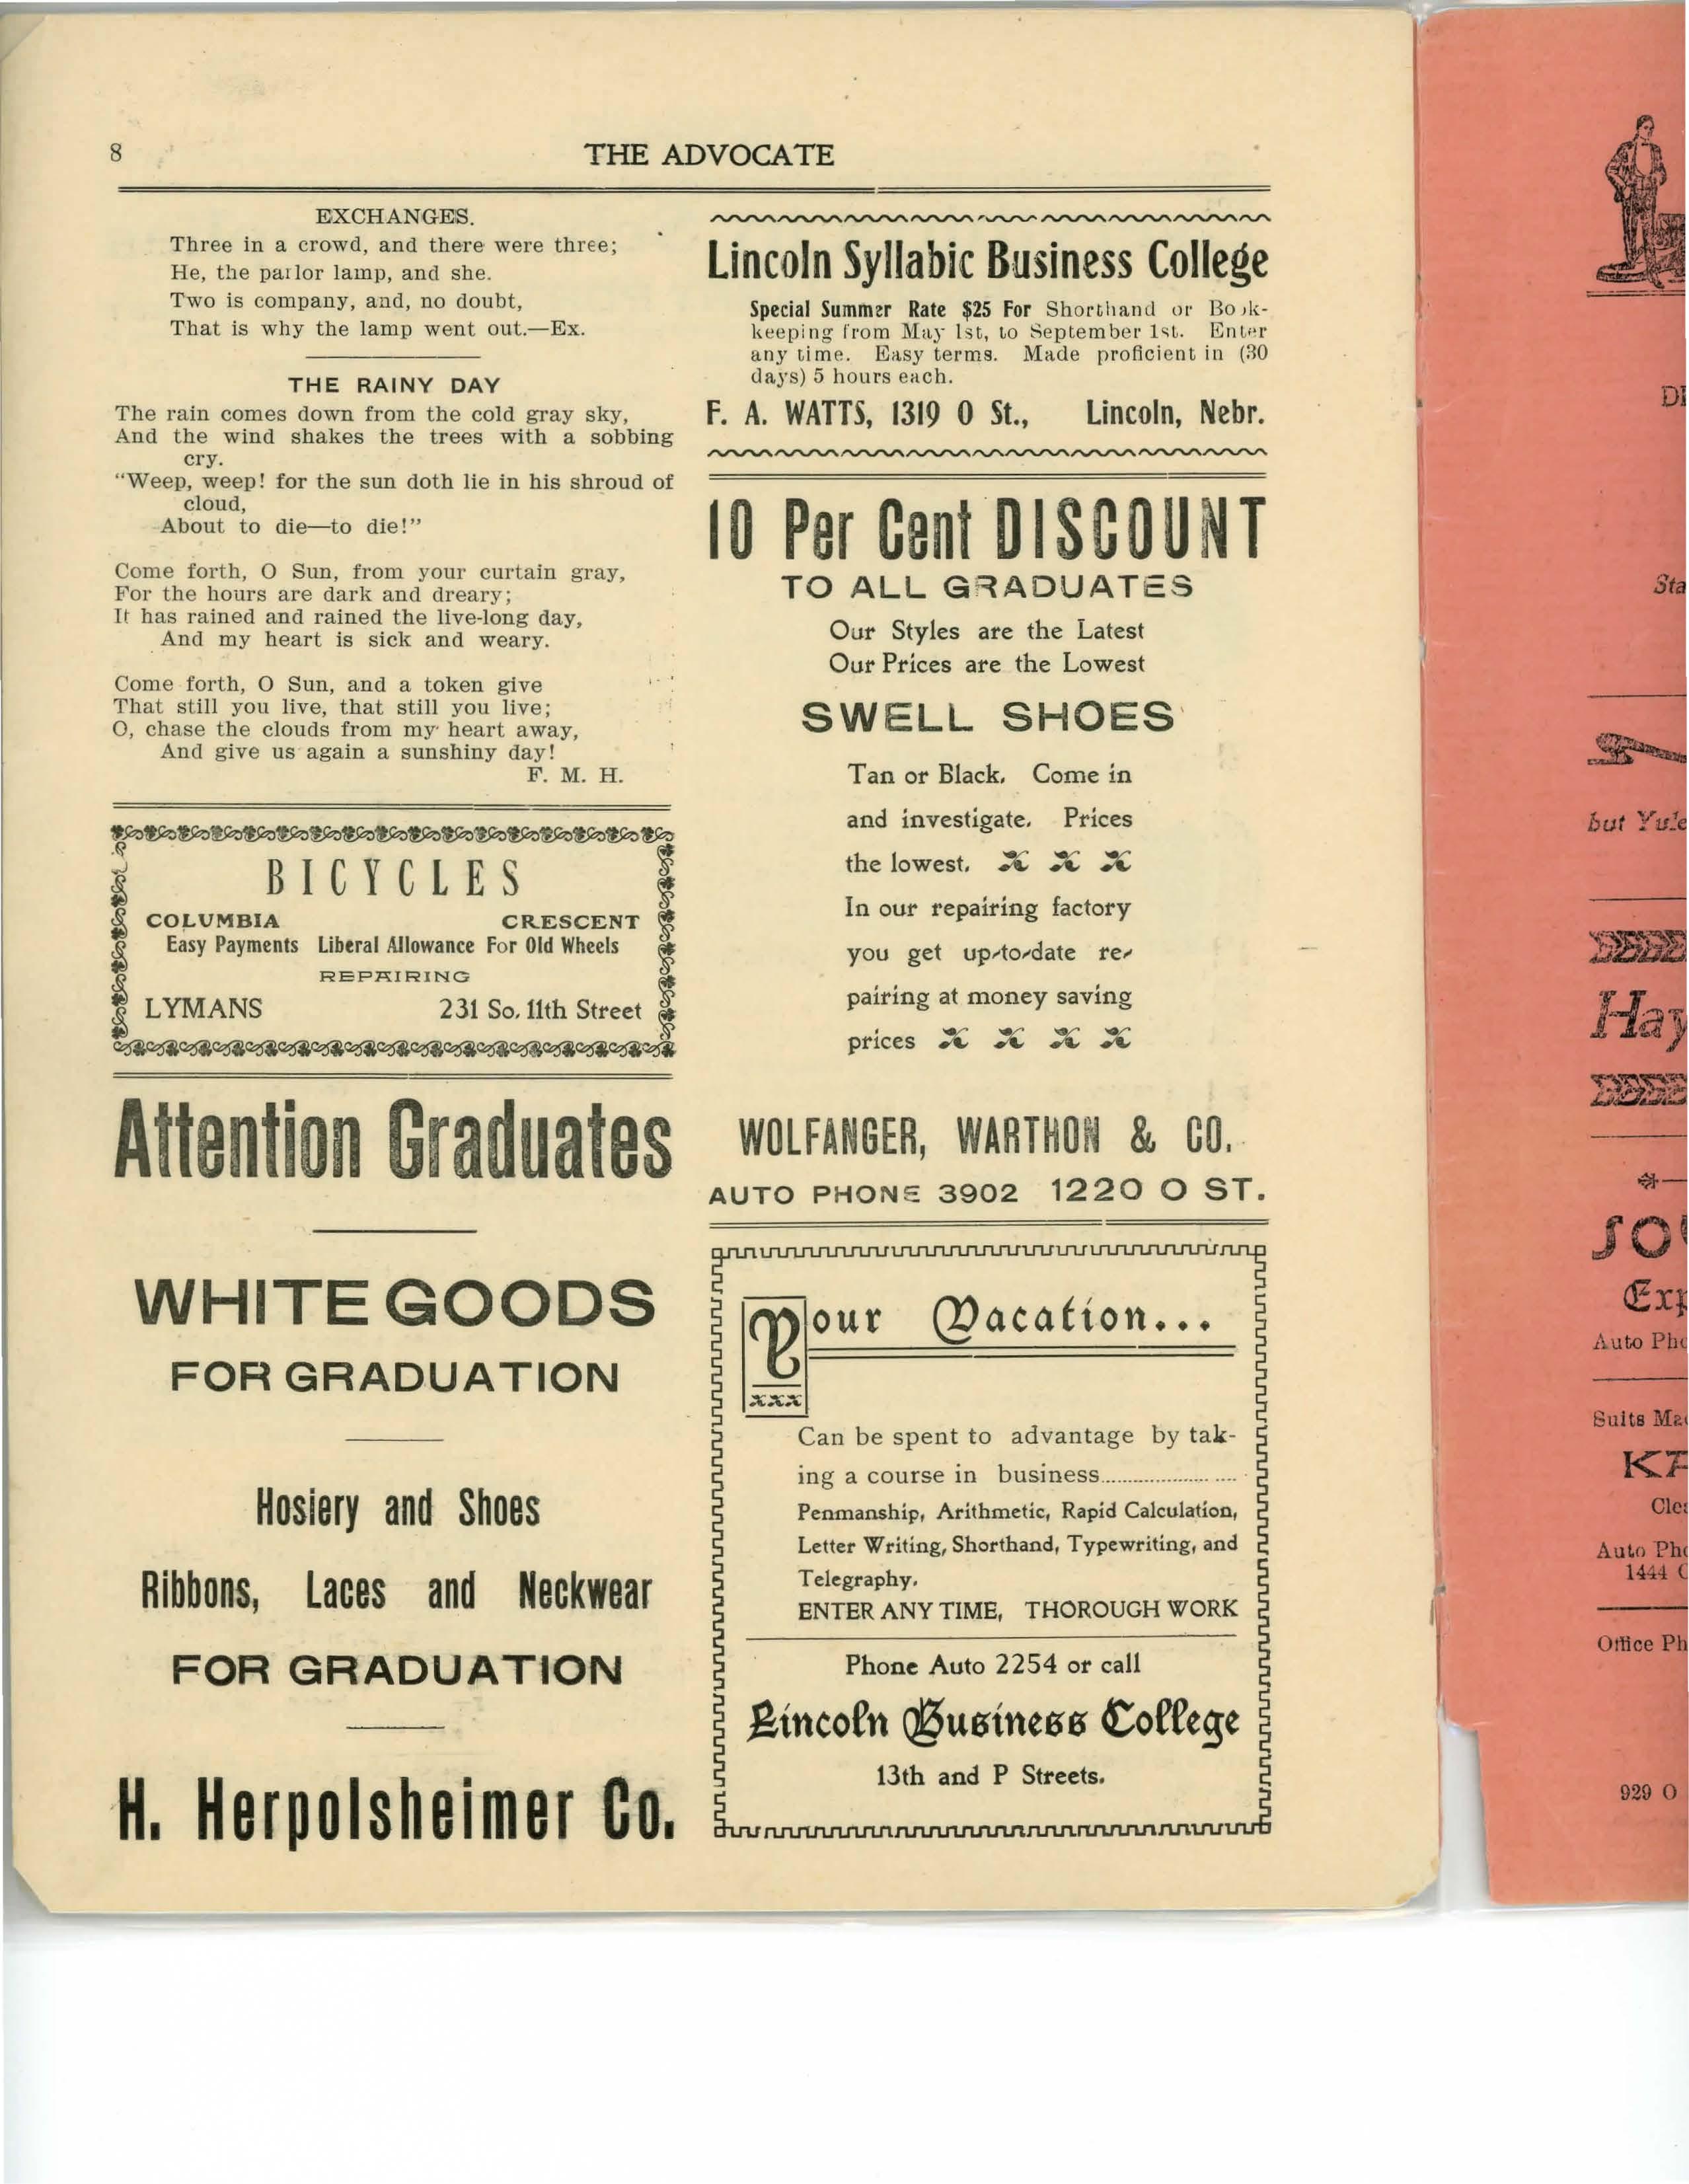 8
THE ADVOCATE
EXCHANGES.
Three in a crowd, and there were three;
He, the parlor lamp, and she.
Two is company, and, no doubt,
That is why the lamp went out.—Ex.
THE RAINY DAY
The rain comes down from the cold gray sky,
And the wind shakes the trees with a sobbing
cry.
“Weep, weep! for the sun doth lie in his shroud of
cloud,
About to die—to die!”
Come forth, O Sun, from your curtain gray,
For the hours are dark and dreary;
It has rained and rained the live-long day,
And my heart is sick and weary.
Come forth, O Sun, and a token give
That still you live, that still you live;
O, chase the clouds from my heart away,
And give us again a sunshiny day!
F. M. H.
BICYCLES
COLUMBIA CRESCENT
Easy Payments Liberal Allowance For Old Wheels
REPAIRING
LYMANS 231 So. 11th Street
Attention Graduates
WHITE GOODS
FOR GRADUATION
Hosiery and Shoes
Ribbons, Laces and Neckwear
FOR GRADUATION
H. Herpolsheimer Co.
Lincoln Syllabic Business College
Special Summer Rate $25 For Shorthand or Book-
keeping from May 1st, to September 1st. Enter
any time. Easy terms. Made proficient in (30
days) 5 hours each.
F. A. WATTS, 1319 O St., Lincoln, Nebr.
10 Per Cent DISCOUNT
TO ALL GRADUATES
Our Styles are the Latest
Our Prices are the Lowest
SWELL SHOES
Tan or Black. Come in
and investigate. Prices
the lowest.
In our repairing factory
you get up-to-date re-
pairing at money saving
prices
WOLFANGER, WARTHON & CO.
AUTO PHONE 3902 1220 O ST.
Your Vacation...
Can be spent to advantage by tak-
ing a course in business..........
Penmanship, Arithmetic, Rapid Calculation,
Letter Writing, Shorthand, Typewriting, and
Telegraphy.
ENTER ANY TIME, THOROUGH WORK
Phone Auto 2254 or call
Lincoln Business College
13th and P Streets.
but Yule
Hay
Auto
Suits
Auto
1444
Office
929 O